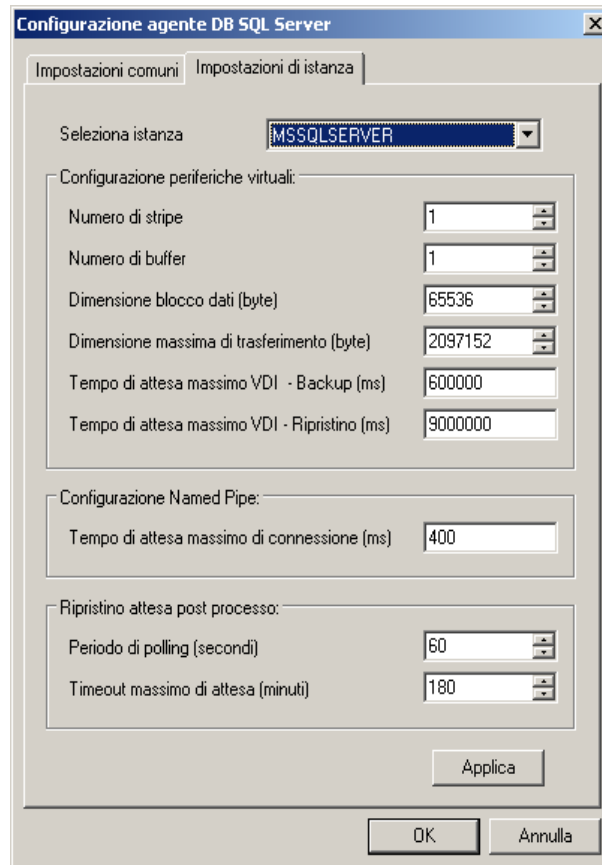 Configurazione agente DB SQL Server
Impostazioni comuni Impostazioni di istanza
Seleziona istanza MSSQLSERVER
Configurazione periferiche virtuali:
Numero di stripe 1
Numero di buffer 1
Dimensione blocco dati (byte) 65536
Dimensione massima di trasferimento (byte) 2097152
Tempo di attesa massimo VDI - Backup (ms) 600000
Tempo di attesa massimo VDI - Ripristino (ms) 9000000
Configurazione Named Pipe:
Tempo di attesa massimo di connessione (ms) 400
Ripristino attesa post processo:
Periodo di polling (secondi) 60
Timeout massimo di attesa (minuti) 180
Applica
OK Annulla